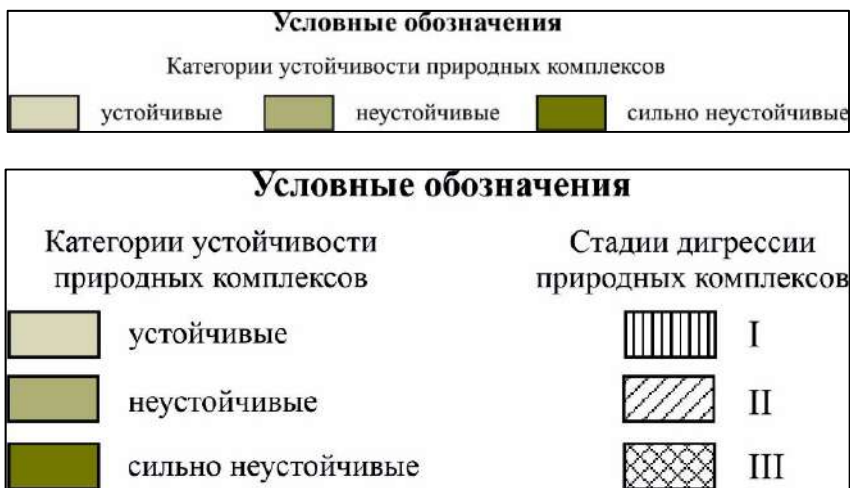 Условные обозначения
Категории устойчивости природных комплексов
устойчивые неустойчивые сильно неустойчивые
Условные обозначения
Категории устойчивости
природных комплексов
устойчивые
неустойчивые
сильно неустойчивые
Стадии дигрессии
природных комплексов
I
II
III